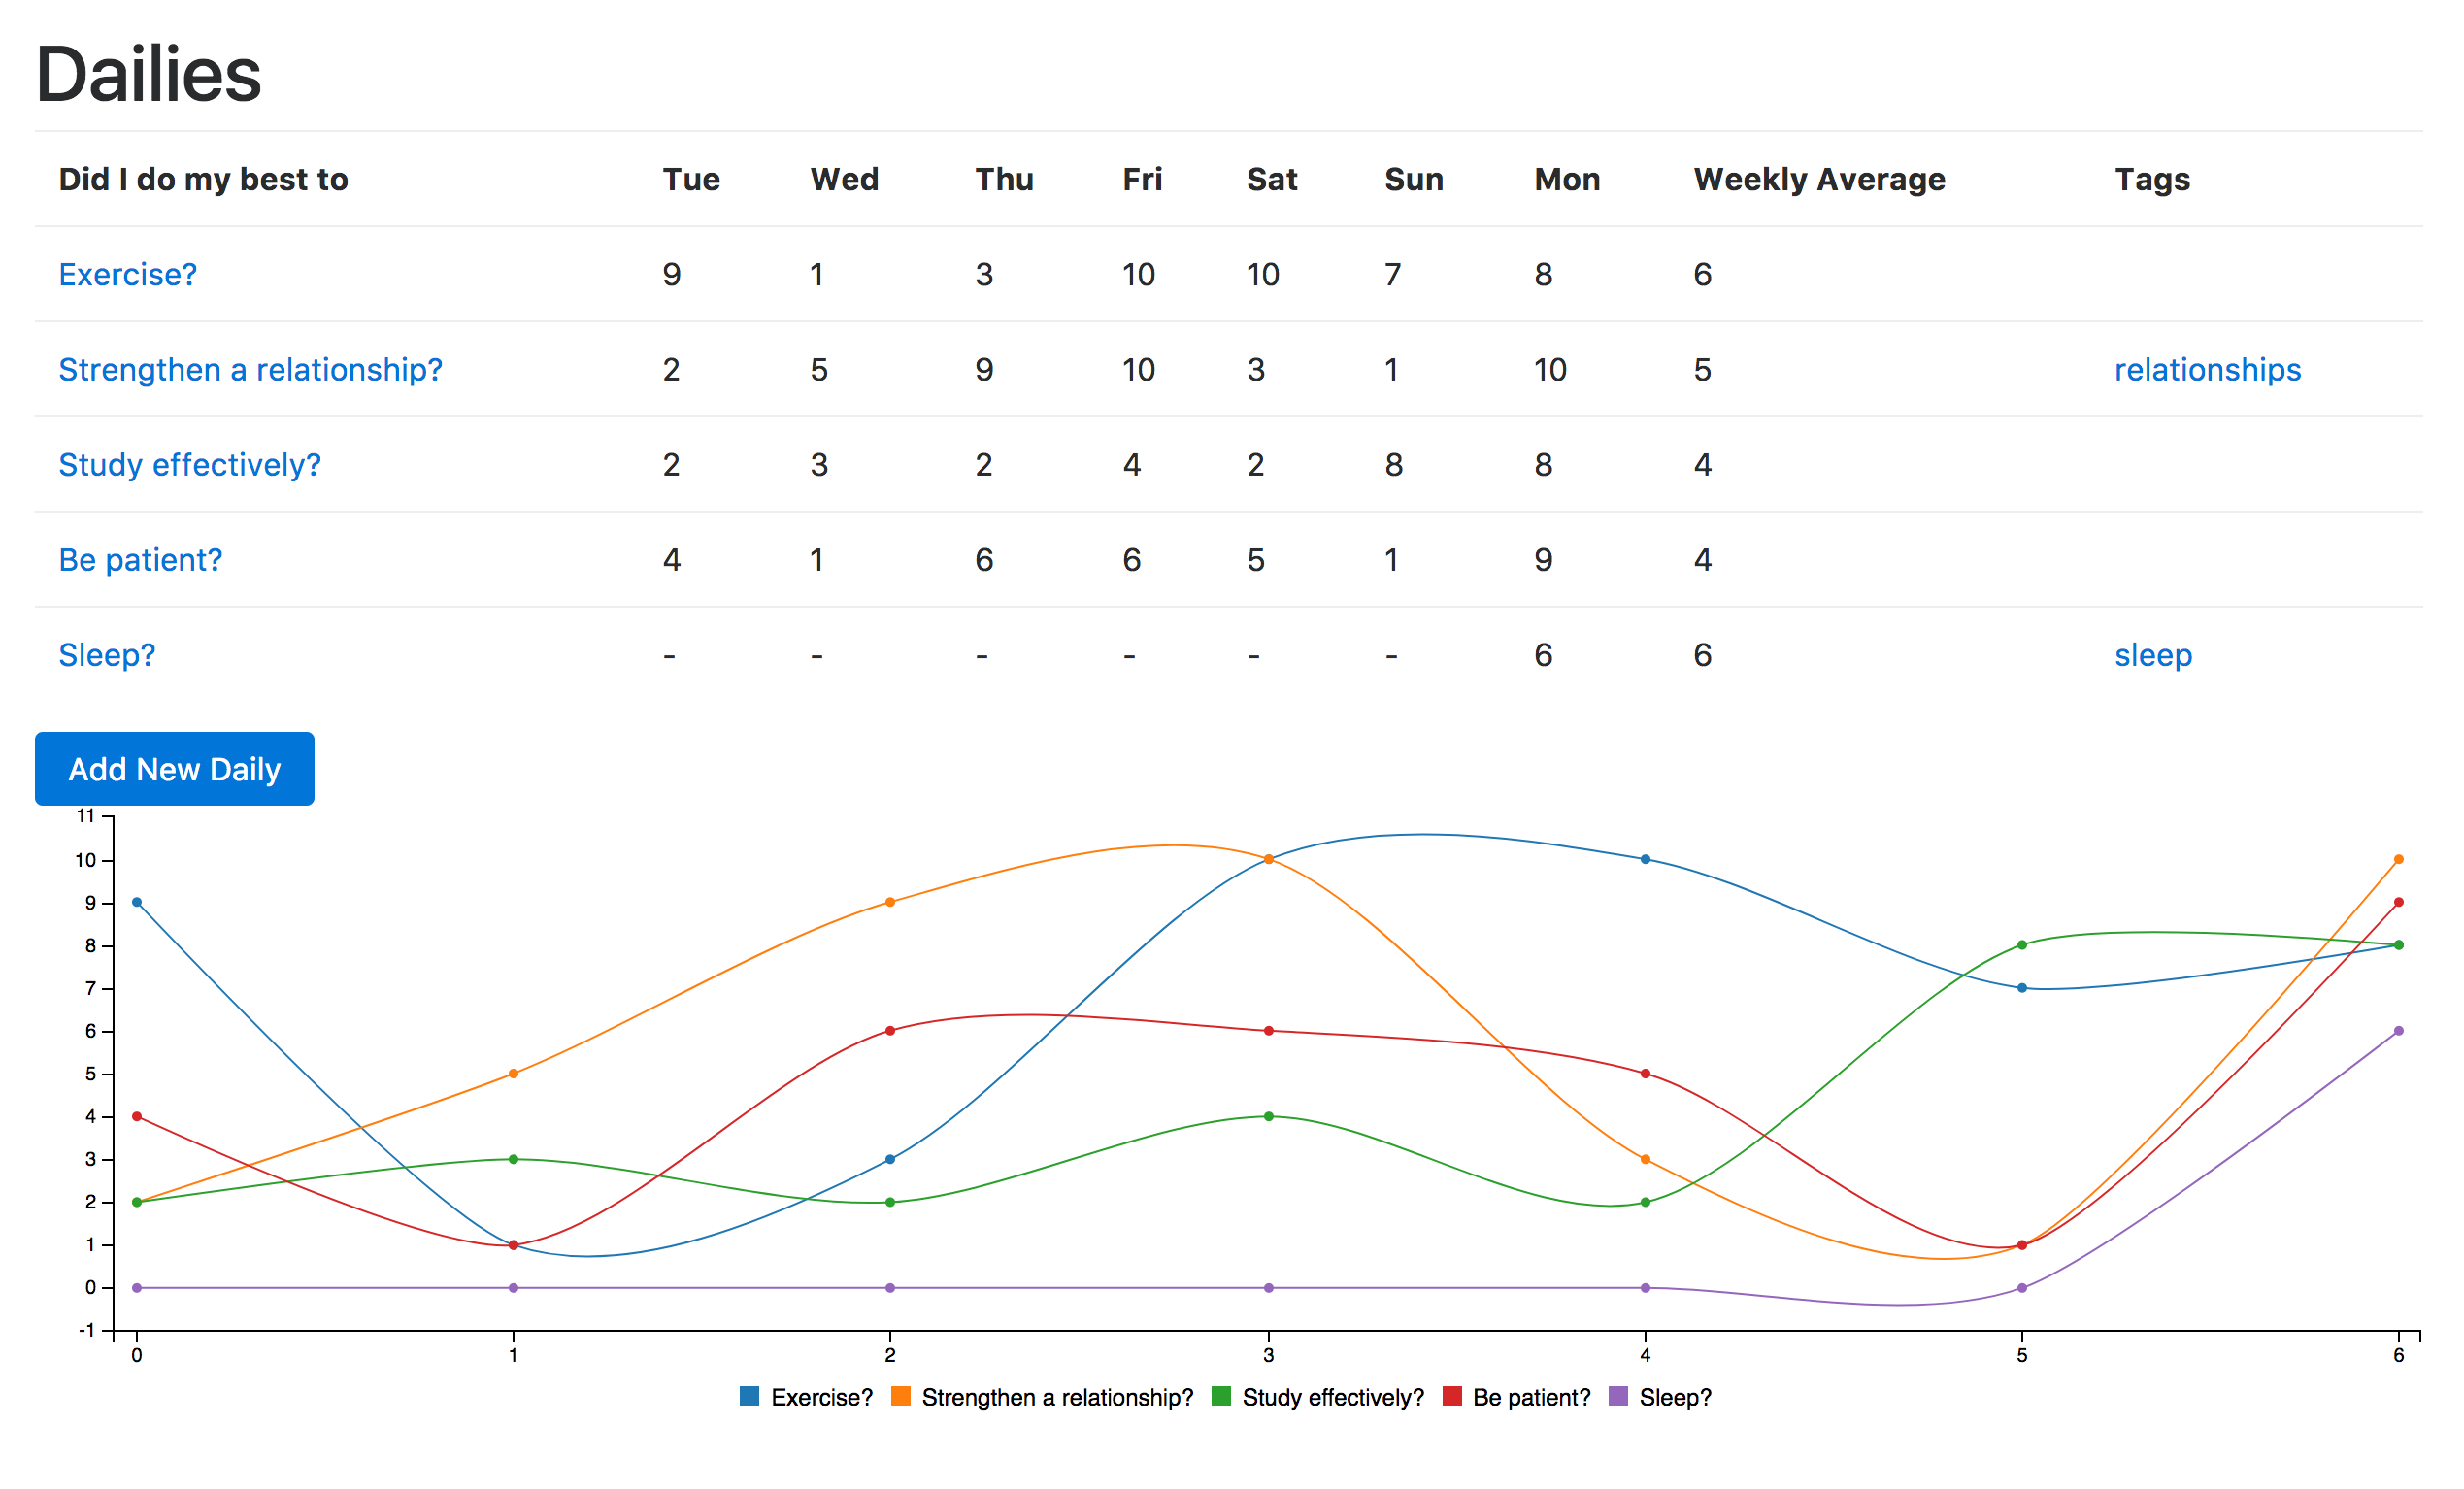 Dailies
Did I do my best to Tue Wed Thu Fri Sat Sun Mon Weekly Average Tags
Exercise? 9 1 3 10 10 7 8 6
Strengthen a relationship? 2 5 9 10 3 1 10 5 relationships
Study effectively? 2 3 2 4 2 8 8 4
Be patient? 4 1 6 6 5 1 9 4
Sleep? - - - - - - 6 6 sleep
Add New Daily
11
10
9
8
7
6
5
4
3
2
1
0
-1
0 1 2 3 4 5 6
Exercise? Strengthen a relationship? Study effectively? Be patient? Sleep?